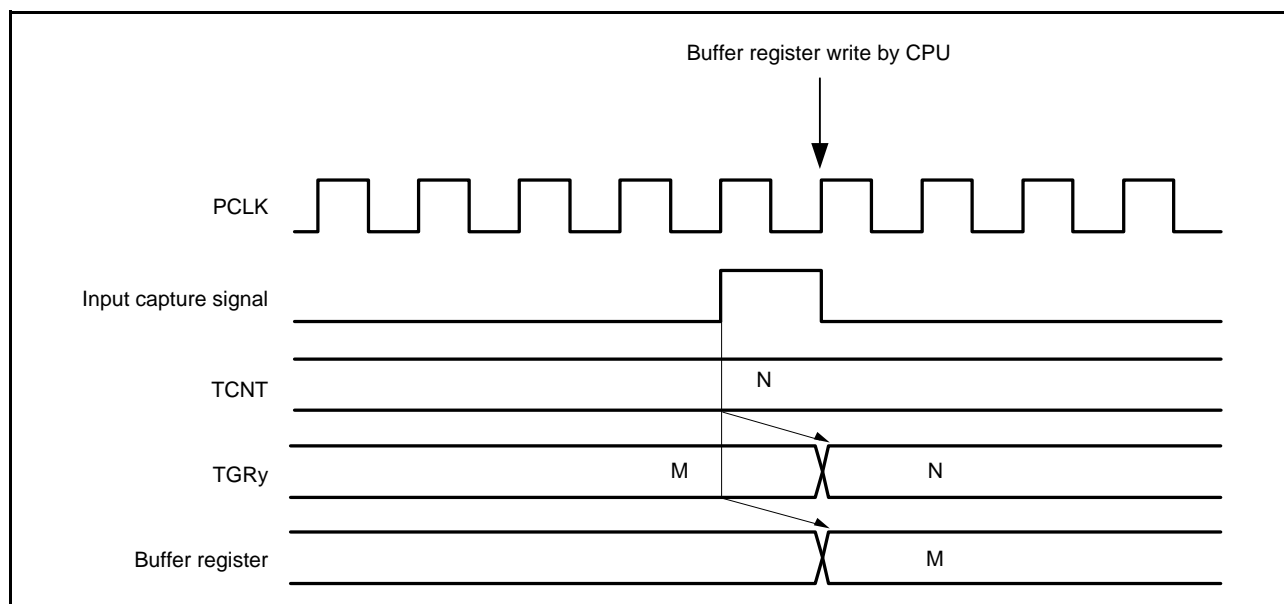 Buffer register write by CPU
PCLK
Input capture signal
TCNT
N
TGRy
M
N
Buffer register
M